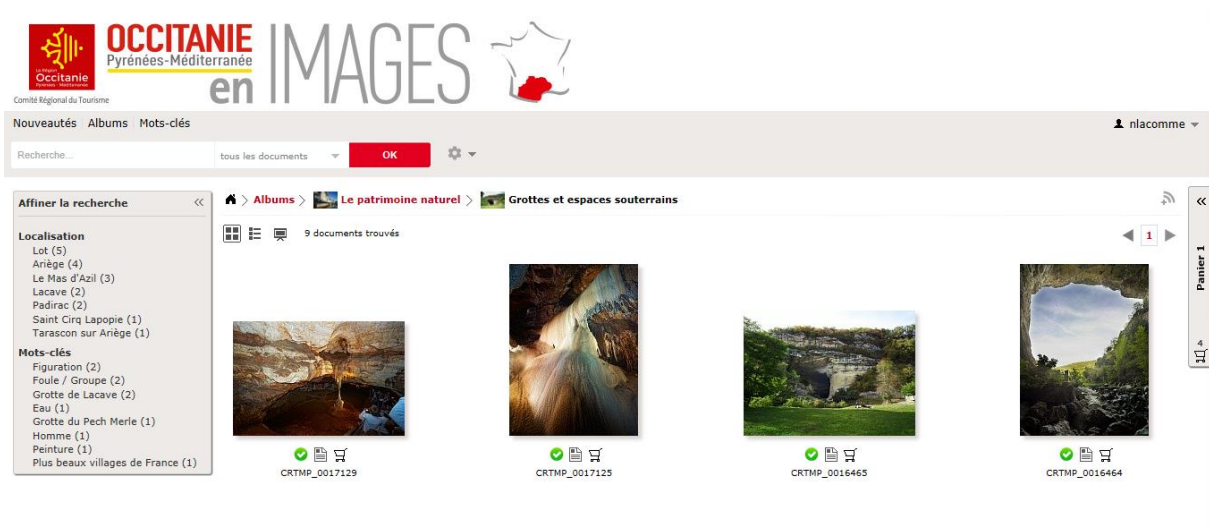 OCCITANIE
Pyrénées-Méditerranée
en IMAGES
Occitanie
Comité Régional du Tourisme
Nouveautés Albums Mots-clés
nlacomme
Recherche...
tous les documents
OK
Affiner la recherche
Albums > Le patrimoine naturel > Grottes et espaces souterrains
9 documents trouvés
1
Localisation
Lot (5)
Ariège (4)
Le Mas d'Azil (3)
Lacave (2)
Padirac (2)
Saint Cirq Lapopie (1)
Tarascon sur Ariège (1)
Mots-clés
Figuration (2)
Foule / Groupe (2)
Grotte de Lacave (2)
Eau (1)
Grotte du Pech Merle (1)
Homme (1)
Peinture (1)
Plus beaux villages de France (1)
CRTMP_0017129
CRTMP_0017125
CRTMP_0016465
CRTMP_0016464
Panier 1
4